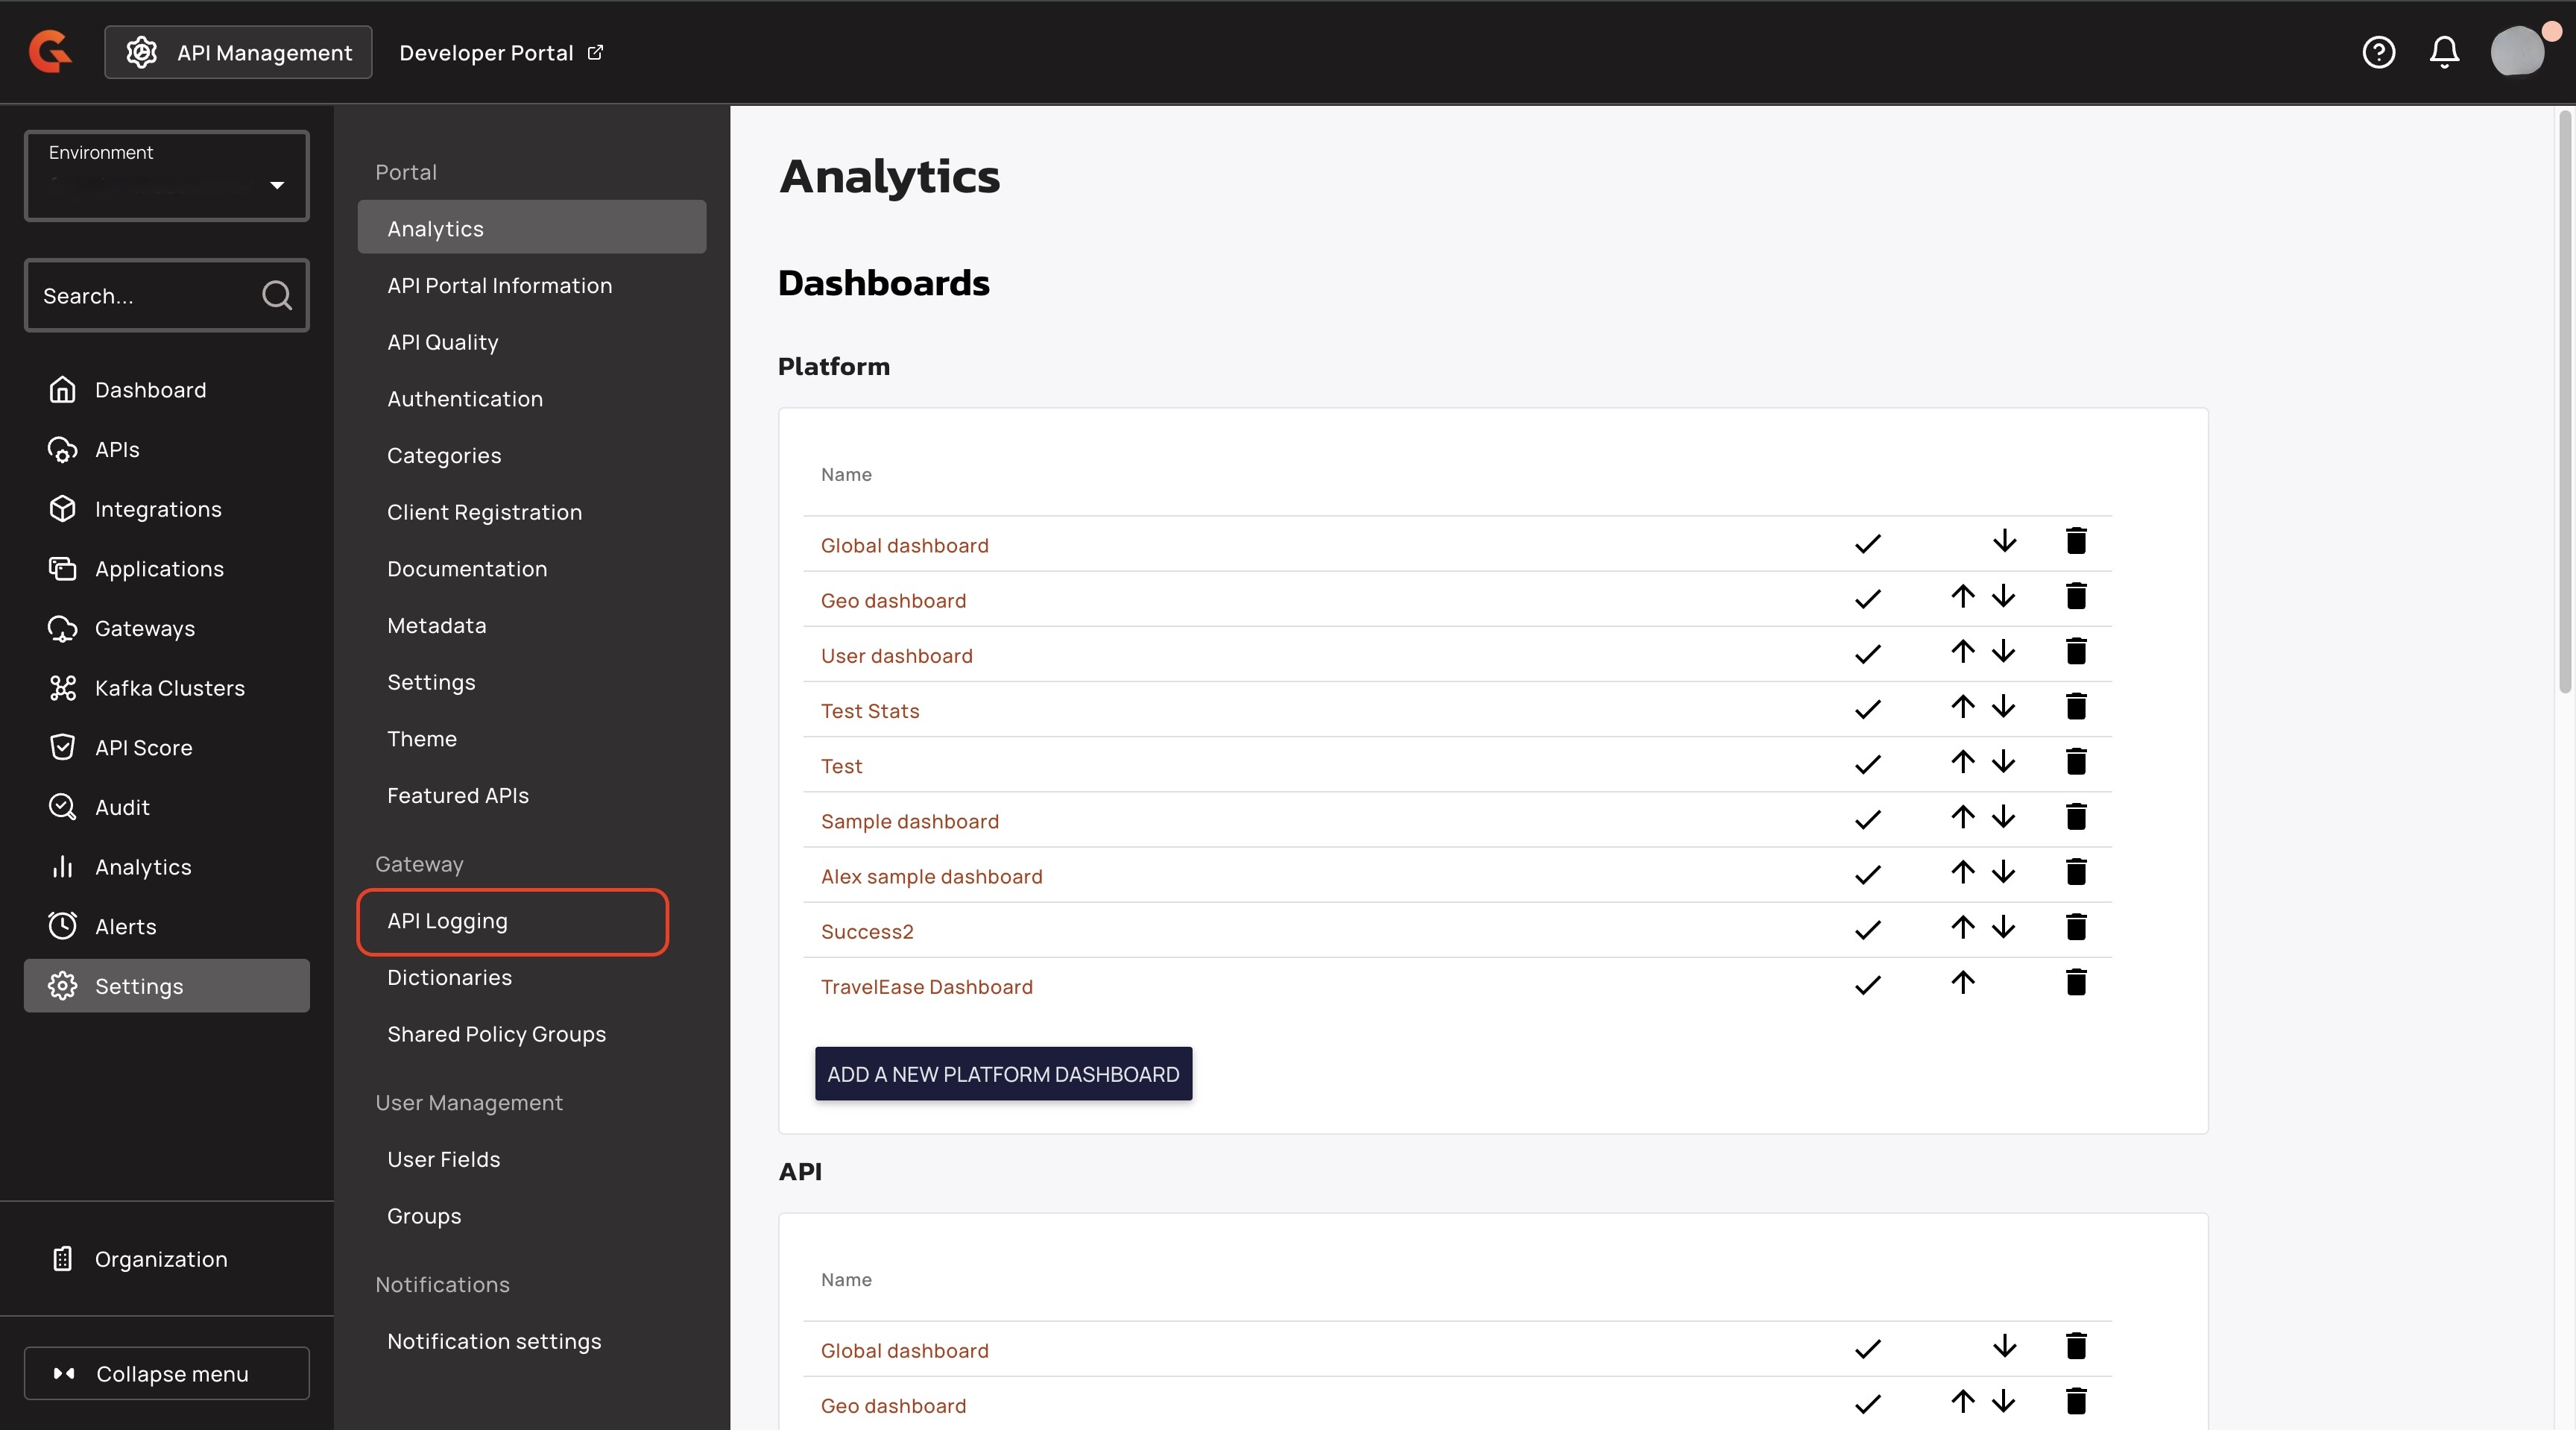 API Management
Developer Portal
Environment
Search...
Dashboard
APIs
Integrations
Applications
Gateways
Kafka Clusters
API Score
Audit
Analytics
Alerts
Settings
Organization
Collapse menu
Portal
Analytics
API Portal Information
API Quality
Authentication
Categories
Client Registration
Documentation
Metadata
Settings
Theme
Featured APIs
Gateway
API Logging
Dictionaries
Shared Policy Groups
User Management
User Fields
Groups
Notifications
Notification settings
Analytics
Dashboards
Platform
Name
Global dashboard
Geo dashboard
User dashboard
Test Stats
Test
Sample dashboard
Alex sample dashboard
Success2
TravelEase Dashboard
ADD A NEW PLATFORM DASHBOARD
API
Name
Global dashboard
Geo dashboard